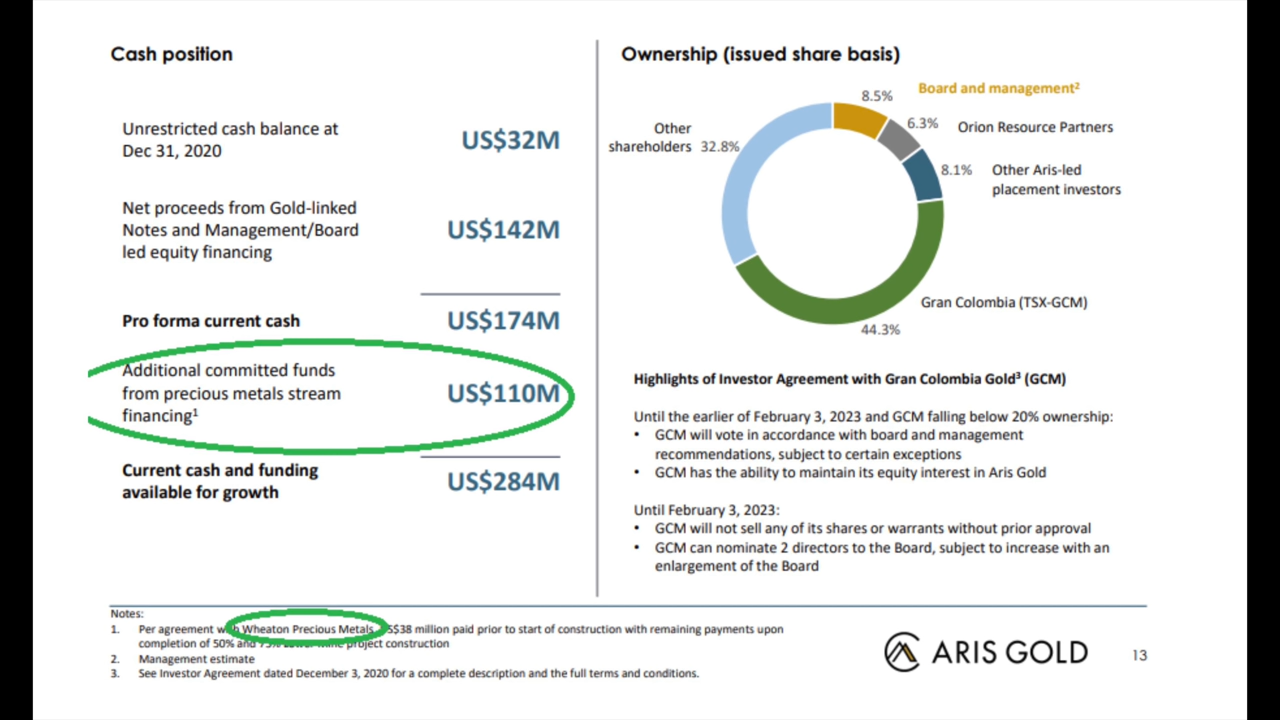 Cash position
Unrestricted cash balance at
Dec 31, 2020
US$32M
Net proceeds from Gold-linked
Notes and Management/Board
led equity financing
US$142M
Pro forma current cash
US$174M
Additional committed funds
from precious metals stream
financing¹
US$110M
Current cash and funding
available for growth
US$284M
Ownership (issued share basis)
8.5%
Board and management²
6.3%
Orion Resource Partners
8.1%
Other Aris-led
placement investors
Other
shareholders
32.8%
Gran Colombia (TSX-GCM)
44.3%
Highlights of Investor Agreement with Gran Colombia Gold³ (GCM)
Until the earlier of February 3, 2023 and GCM falling below 20% ownership:
• GCM will vote in accordance with board and management
recommendations, subject to certain exceptions
• GCM has the ability to maintain its equity interest in Aris Gold
Until February 3, 2023:
• GCM will not sell any of its shares or warrants without prior approval
• GCM can nominate 2 directors to the Board, subject to increase with an
enlargement of the Board
Notes:
1. Per agreement with Wheaton Precious Metals, US$38 million paid prior to start of construction with remaining payments upon
completion of 50% and 75% Lower Mine project construction
2. Management estimate
3. See Investor Agreement dated December 3, 2020 for a complete description and the full terms and conditions.
ARIS GOLD
13